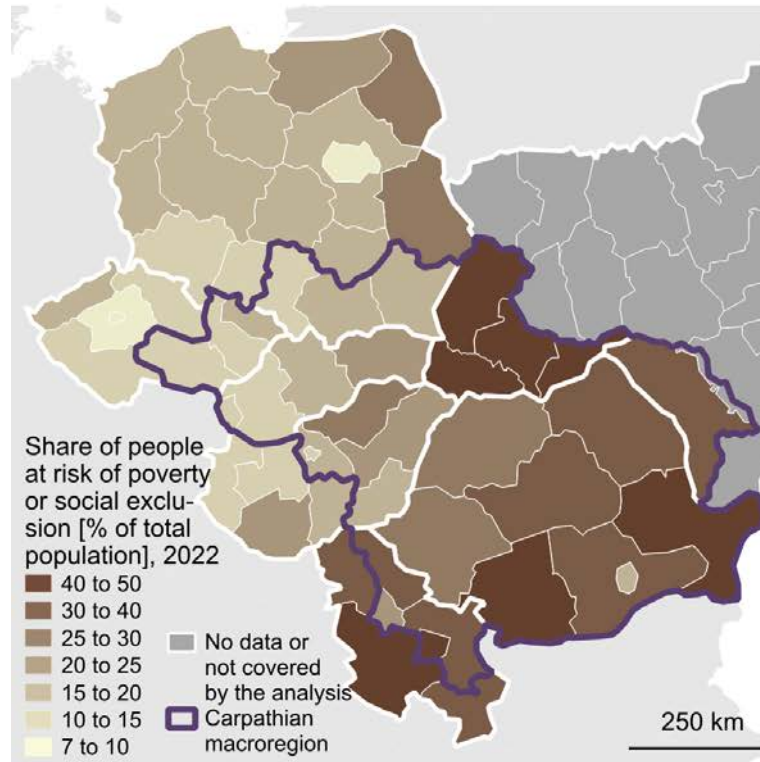 Share of people
at risk of poverty
or social exclu-
sion [% of total
population], 2022
40 to 50
30 to 40
25 to 30
20 to 25
15 to 20
10 to 15
7 to 10
No data or
not covered
by the analysis
Carpathian
macroregion
250 km